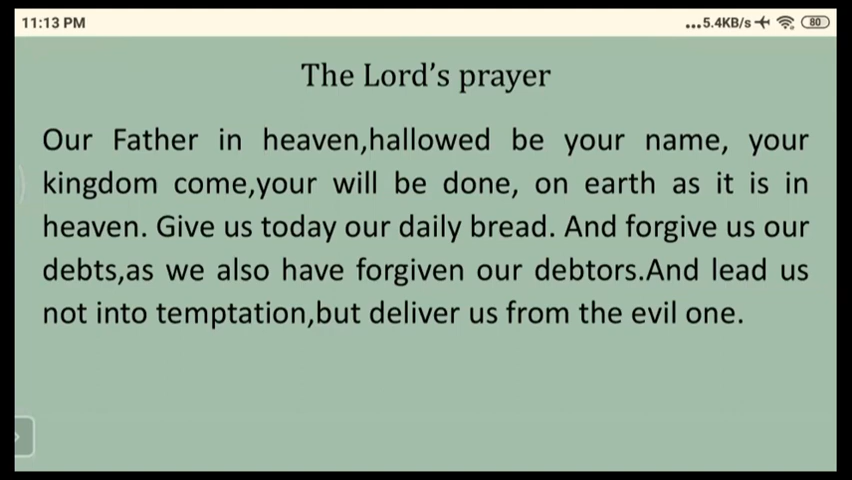 11:13 PM ...5.4KB/s 80
The Lord’s prayer
Our Father in heaven,hallowed be your name, your
kingdom come,your will be done, on earth as it is in
heaven. Give us today our daily bread. And forgive us our
debts,as we also have forgiven our debtors.And lead us
not into temptation,but deliver us from the evil one.